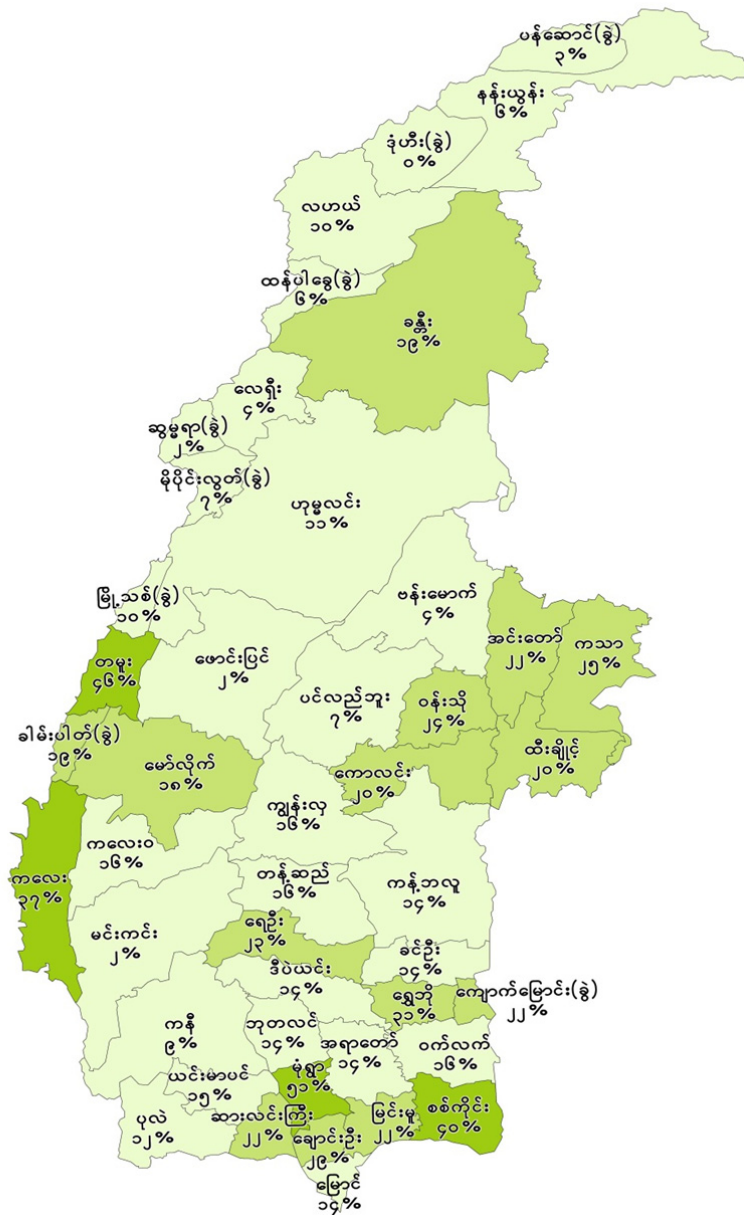 ပန်ဆောင်(ခွဲ)
၃%
နန်းယွန်း
၆%
ဒုံဟီး(ခွဲ)
၀%
လဟယ်
၁၀%
ထန်ပါခွေ(ခွဲ)
၆%
ခန္တီး
၁၉%
လေရှီး
၄%
ဆွမ္မရာ(ခွဲ)
၂%
မိုပိုင်းလွတ်(ခွဲ)
၇%
ဟုမ္မလင်း
၁၁%
ဗန်းမောက်
၄%
မြို့သစ်(ခွဲ)
၁၀%
အင်းတော်
၂၂%
ကသာ
၂၅%
တမူး
၄၆%
ဖောင်းပြင်
၂%
ပင်လည်ဘူး
၇%
ဝန်းသို
၂၄%
ခါမ်းပါတ်(ခွဲ)
၁၉%
မော်လိုက်
၁၈%
ကောလင်း
၂၀%
ထီးချိုင့်
၂၀%
ကျွန်းလှ
၁၆%
ကလေးဝ
၁၆%
ကလေး
၃၇%
တန့်ဆည်
၁၆%
ကန့်ဘလူ
၁၄%
မင်းကင်း
၂%
ရေဦး
၂၃%
ဒီပဲယင်း
၁၄%
ခင်ဦး
၁၄%
ရွှေဘို
၃၁%
ကျောက်မြောင်း(ခွဲ)
၂၂%
ကနီ
၉%
ဘုတလင်
၁၄%
အရာတော်
၁၄%
ဝက်လက်
၁၆%
ယင်းမာပင်
၁၅%
မုံရွာ
၅၁%
ပုလဲ
၁၂%
ဆားလင်းကြီး
၂၂%
ချောင်းဦး
၂၉%
မြင်းမူ
၂၂%
စစ်ကိုင်း
၄၀%
မြောင်
၁၄%